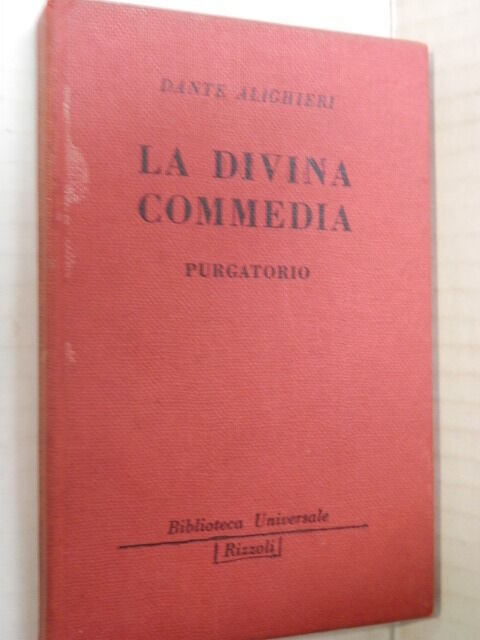 DANTE ALIGHIERI
LA DIVINA
COMMEDIA
PURGATORIO
Biblioteca Universale
Rizzoli